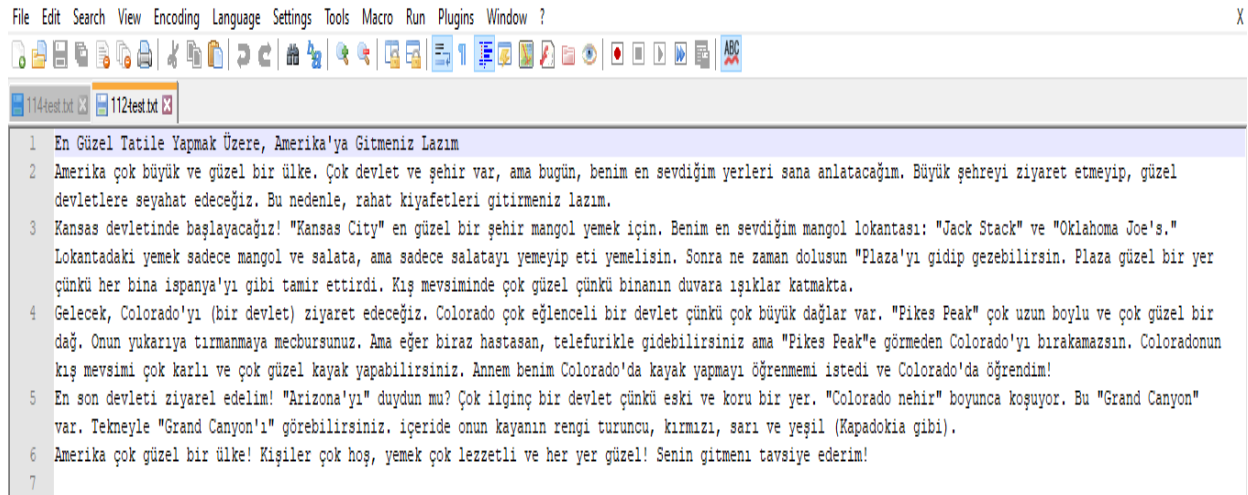 File Edit Search View Encoding Language Settings Tools Macro Run Plugins Window ? X
ABC
114-test.txt 112-test.txt
1 En Güzel Tatile Yapmak Üzere, Amerika'ya Gitmeniz Lazım
2 Amerika çok büyük ve güzel bir ülke. Çok devlet ve şehir var, ama bugün, benim en sevdiğim yerleri sana anlatacağım. Büyük şehreyi ziyaret etmeyip, güzel
devletlere seyahat edeceğiz. Bu nedenle, rahat kiyafetleri gitirmeniz lazım.
3 Kansas devletinde başlayacağız! "Kansas City" en güzel bir şehir mangol yemek için. Benim en sevdiğim mangol lokantası: "Jack Stack" ve "Oklahoma Joe's."
Lokantadaki yemek sadece mangol ve salata, ama sadece salatayı yemeyip eti yemelisin. Sonra ne zaman dolusun "Plaza'yı gidip gezebilirsin. Plaza güzel bir yer
çünkü her bina ispanya'yı gibi tamir ettirdi. Kış mevsiminde çok güzel çünkü binanın duvara ışıklar katmakta.
4 Gelecek, Colorado'yı (bir devlet) ziyaret edeceğiz. Colorado çok eğlenceli bir devlet çünkü çok büyük dağlar var. "Pikes Peak" çok uzun boylu ve çok güzel bir
dağ. Onun yukarıya tırmanmaya mecbursunuz. Ama eğer biraz hastasan, telefurikle gidebilirsiniz ama "Pikes Peak"e görmeden Colorado'yı bırakamazsın. Coloradonun
kış mevsimi çok karlı ve çok güzel kayak yapabilirsiniz. Annem benim Colorado'da kayak yapmayı öğrenmemi istedi ve Colorado'da öğrendim!
5 En son devleti ziyarel edelim! "Arizona'yı" duydun mu? Çok ilginç bir devlet çünkü eski ve koru bir yer. "Colorado nehir" boyunca koşuyor. Bu "Grand Canyon"
var. Tekneyle "Grand Canyon'ı" görebilirsiniz. içeride onun kayanın rengi turuncu, kırmızı, sarı ve yeşil (Kapadokia gibi).
6 Amerika çok güzel bir ülke! Kişiler çok hoş, yemek çok lezzetli ve her yer güzel! Senin gitmenı tavsiye ederim!
7